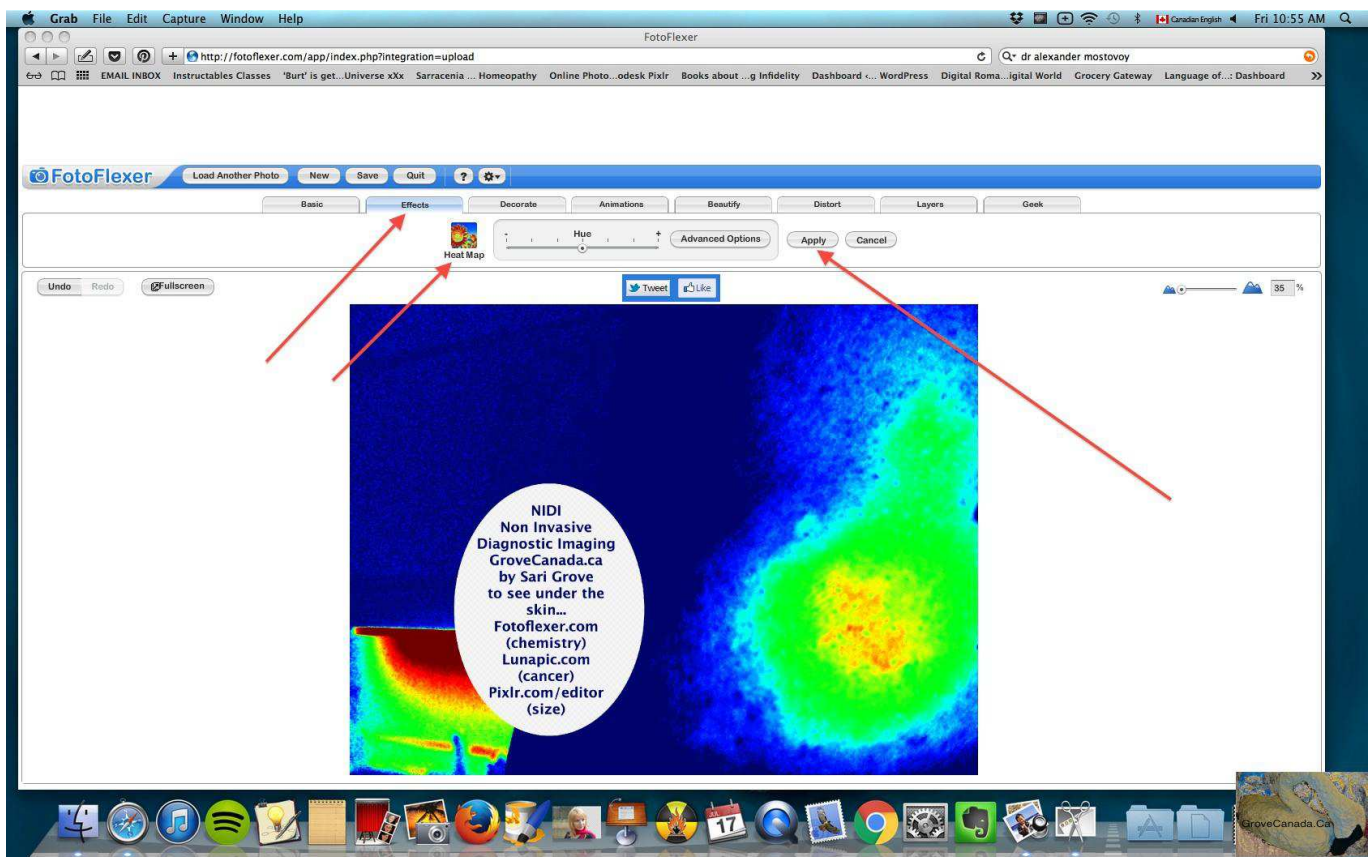 Grab File Edit Capture Window Help
Canadian English Fri 10:55 AM
FotoFlexer
http://fotoflexer.com/app/index.php?integration=upload
dr alexander mostovoy
EMAIL INBOX Instructables Classes 'Burt' is get...Universe xXx Sarracenia ... Homeopathy Online Photo...odesk Pixlr Books about ...g Infidelity Dashboard ‹... WordPress Digital Roma...igital World Grocery Gateway Language of...: Dashboard >>
FotoFlexer Load Another Photo New Save Quit ?
Basic Effects Decorate Animations Beautify Distort Layers Geek
- Hue + Advanced Options Apply Cancel
Heat Map
Undo Redo Fullscreen Tweet Like 35 %
NIDI
Non Invasive
Diagnostic Imaging
GroveCanada.ca
by Sari Grove
to see under the
skin...
Fotoflexer.com
(chemistry)
Lunapic.com
(cancer)
Pixlr.com/editor
(size)
JUL
17
GroveCanada.Ca